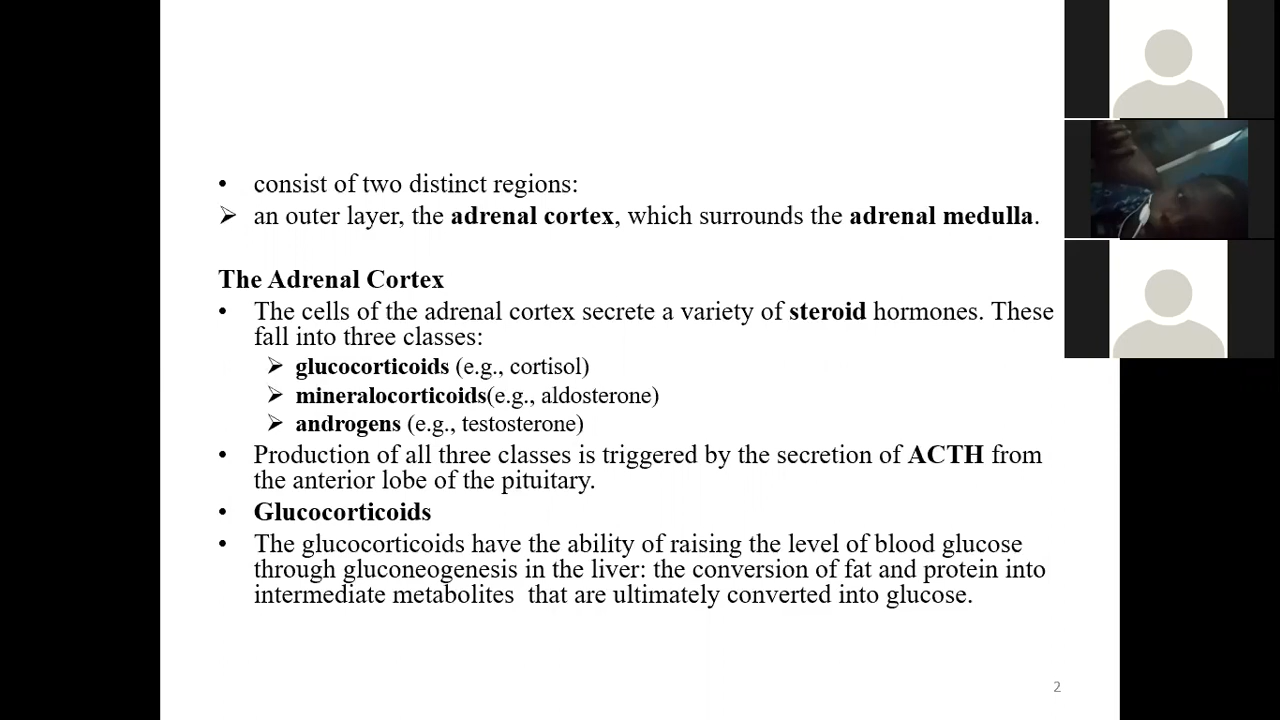 • consist of two distinct regions:
➢ an outer layer, the adrenal cortex, which surrounds the adrenal medulla.
The Adrenal Cortex
• The cells of the adrenal cortex secrete a variety of steroid hormones. These
fall into three classes:
➢ glucocorticoids (e.g., cortisol)
➢ mineralocorticoids(e.g., aldosterone)
➢ androgens (e.g., testosterone)
• Production of all three classes is triggered by the secretion of ACTH from
the anterior lobe of the pituitary.
• Glucocorticoids
• The glucocorticoids have the ability of raising the level of blood glucose
through gluconeogenesis in the liver: the conversion of fat and protein into
intermediate metabolites  that are ultimately converted into glucose.
2